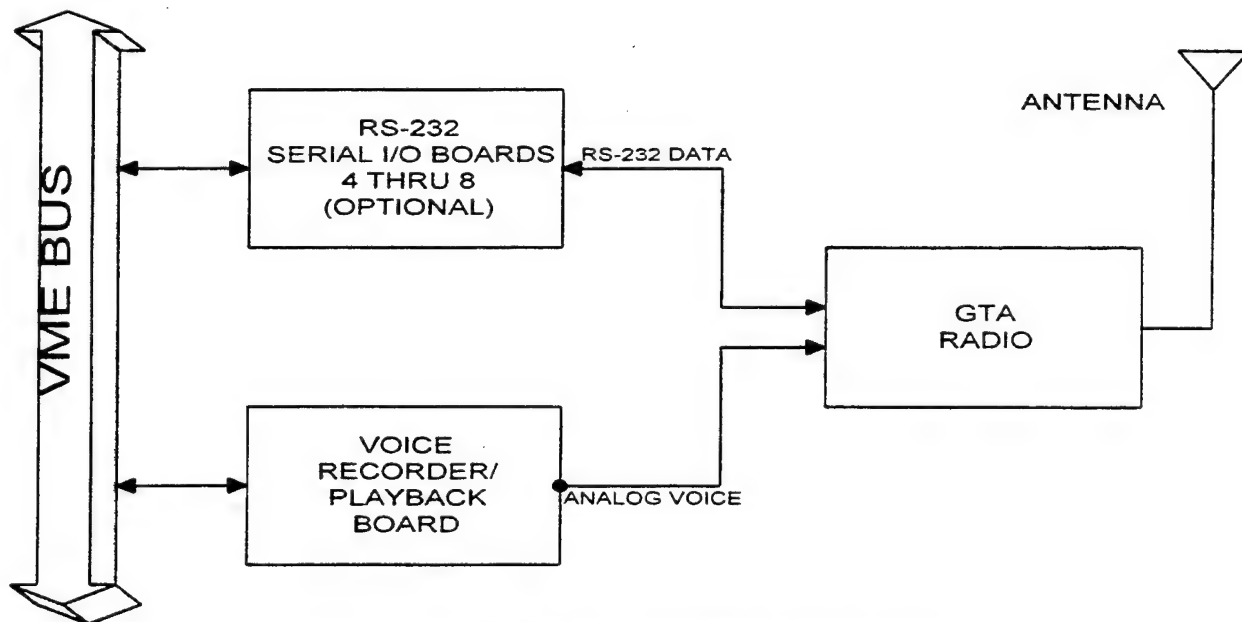 VME BUS
RS-232
SERIAL I/O BOARDS
4 THRU 8
(OPTIONAL)
RS-232 DATA
ANTENNA
GTA
RADIO
VOICE
RECORDER/
PLAYBACK
BOARD
ANALOG VOICE